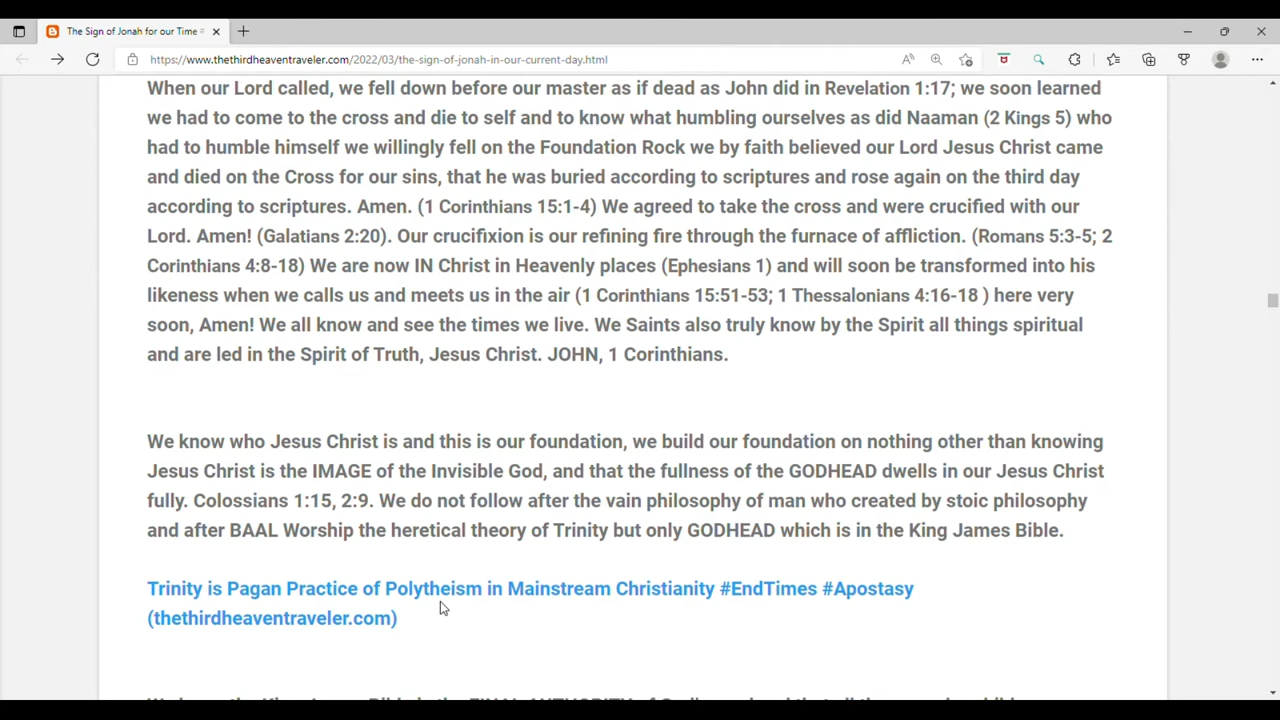 The Sign of Jonah for our Time
https://www.thethirdheaventraveler.com/2022/03/the-sign-of-jonah-in-our-current-day.html
When our Lord called, we fell down before our master as if dead as John did in Revelation 1:17; we soon learned
we had to come to the cross and die to self and to know what humbling ourselves as did Naaman (2 Kings 5) who
had to humble himself we willingly fell on the Foundation Rock we by faith believed our Lord Jesus Christ came
and died on the Cross for our sins, that he was buried according to scriptures and rose again on the third day
according to scriptures. Amen. (1 Corinthians 15:1-4) We agreed to take the cross and were crucified with our
Lord. Amen! (Galatians 2:20). Our crucifixion is our refining fire through the furnace of affliction. (Romans 5:3-5; 2
Corinthians 4:8-18) We are now IN Christ in Heavenly places (Ephesians 1) and will soon be transformed into his
likeness when we calls us and meets us in the air (1 Corinthians 15:51-53; 1 Thessalonians 4:16-18 ) here very
soon, Amen! We all know and see the times we live. We Saints also truly know by the Spirit all things spiritual
and are led in the Spirit of Truth, Jesus Christ. JOHN, 1 Corinthians.
We know who Jesus Christ is and this is our foundation, we build our foundation on nothing other than knowing
Jesus Christ is the IMAGE of the Invisible God, and that the fullness of the GODHEAD dwells in our Jesus Christ
fully. Colossians 1:15, 2:9. We do not follow after the vain philosophy of man who created by stoic philosophy
and after BAAL Worship the heretical theory of Trinity but only GODHEAD which is in the King James Bible.
Trinity is Pagan Practice of Polytheism in Mainstream Christianity #EndTimes #Apostasy
(thethirdheaventraveler.com)